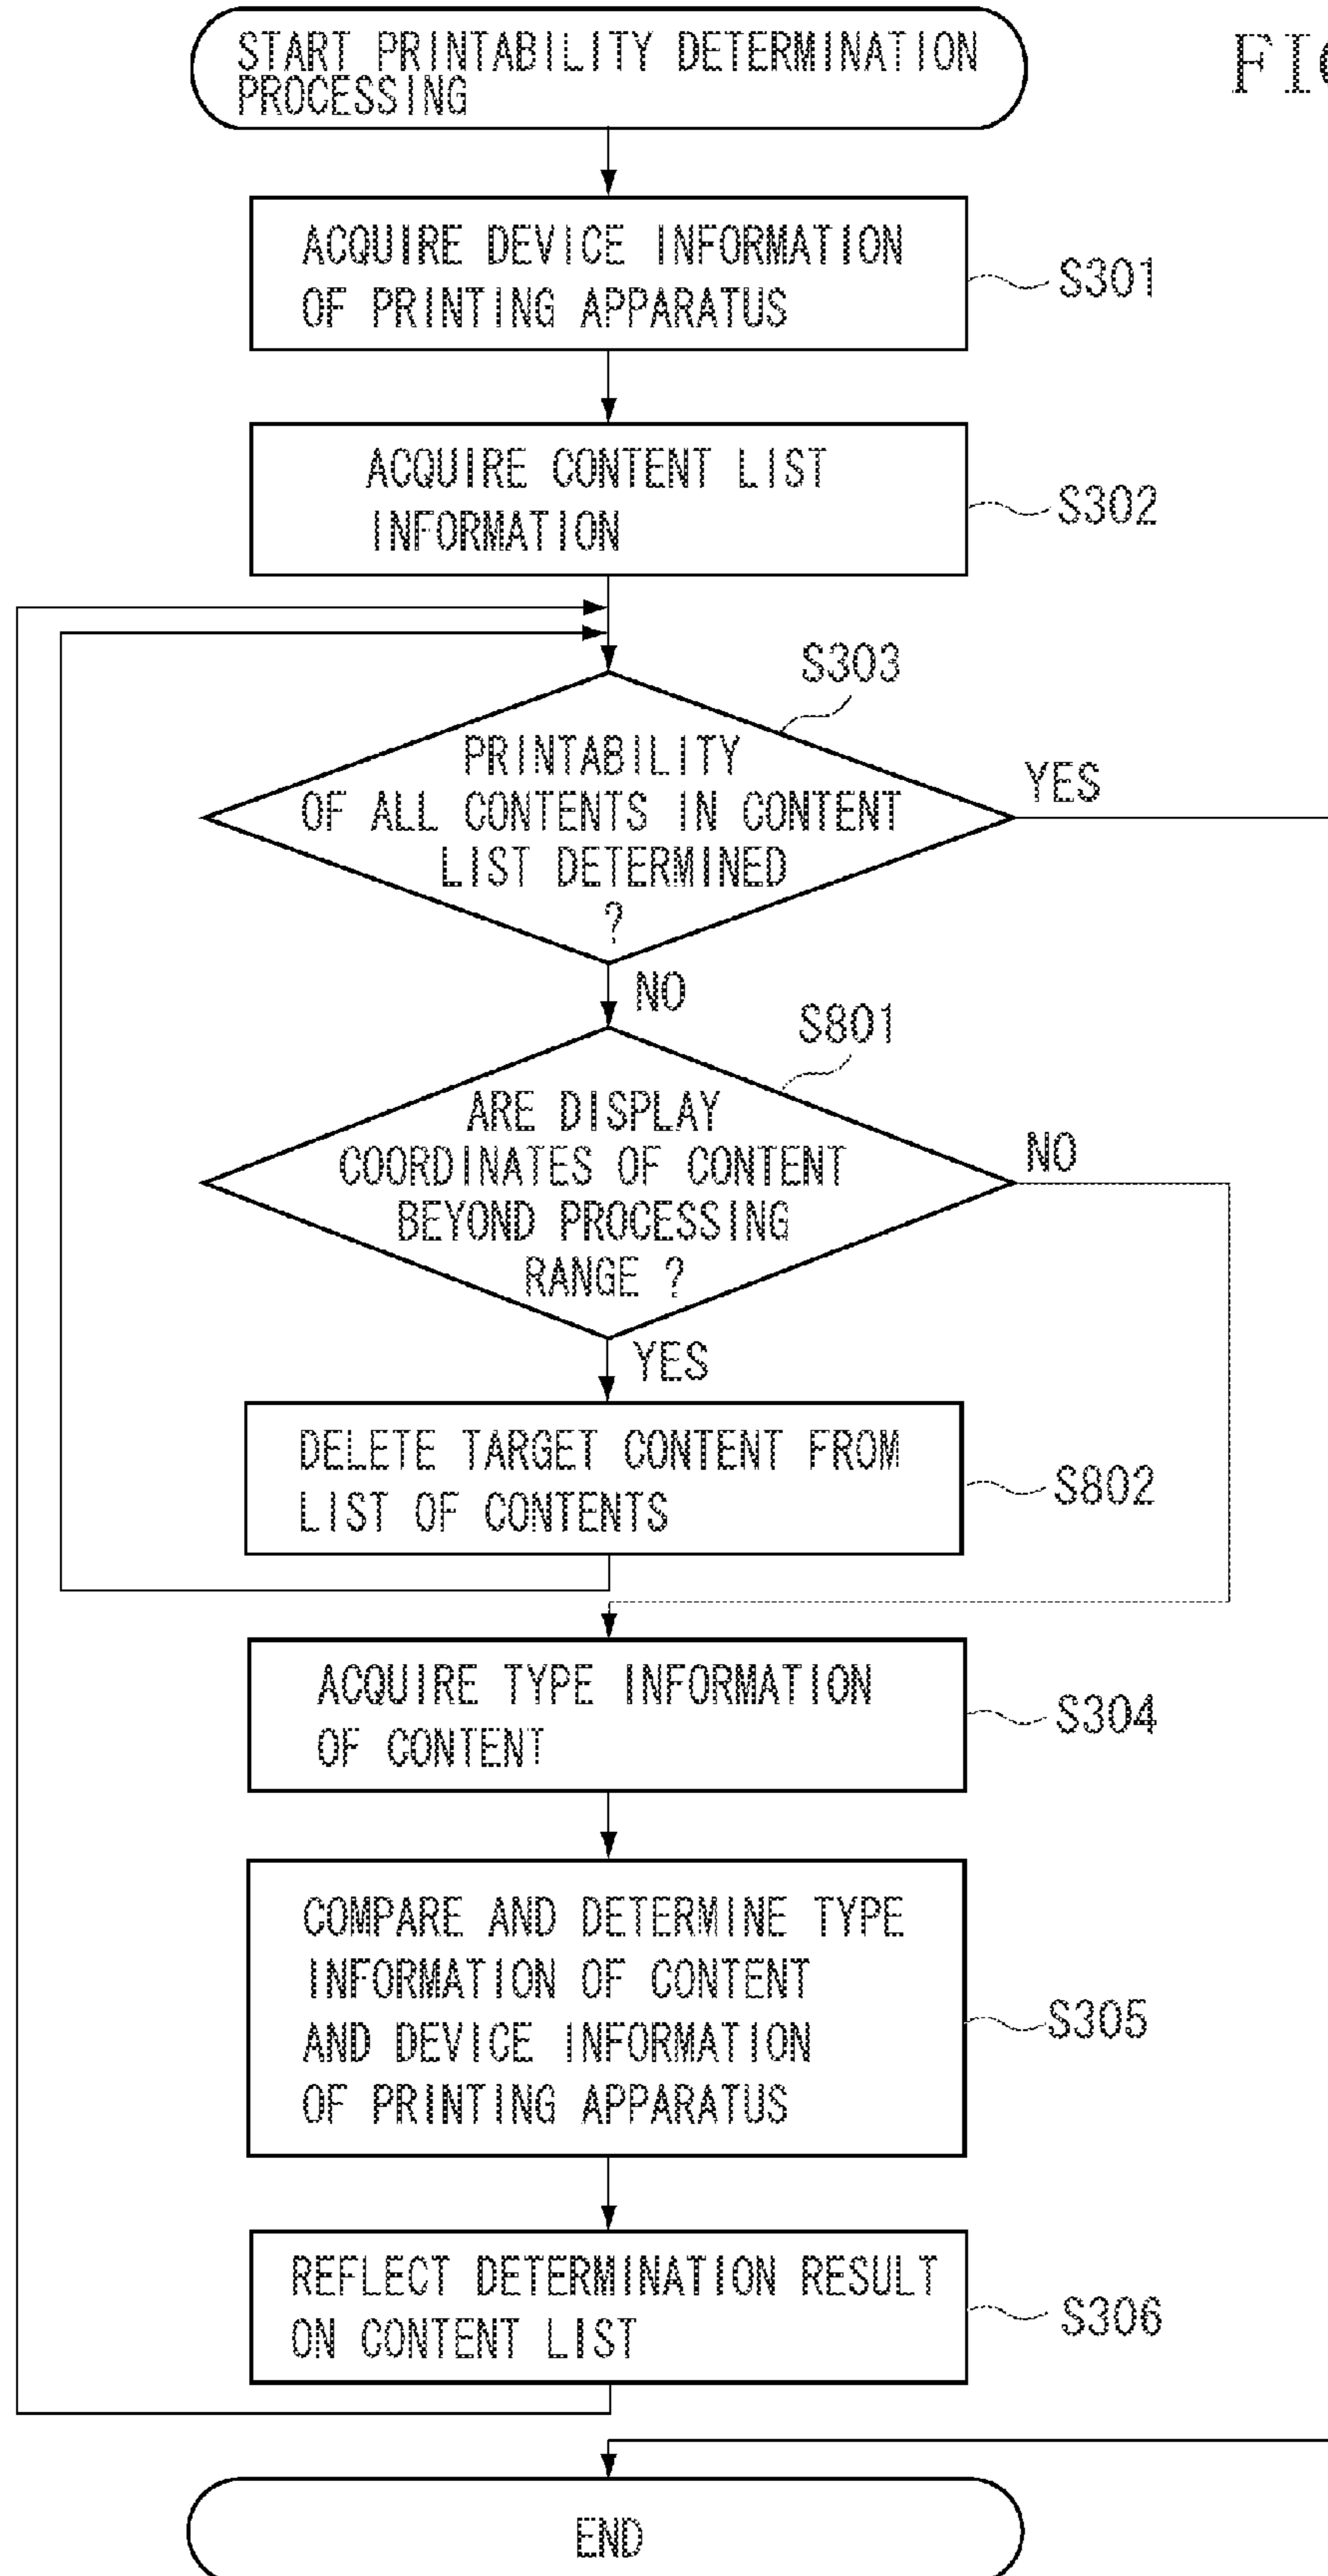 START PRINTABILITY DETERMINATION
PROCESSING
FIG
ACQUIRE DEVICE INFORMATION
OF PRINTING APPARATUS
S301
ACQUIRE CONTENT LIST
INFORMATION
S302
S303
PRINTABILITY
OF ALL CONTENTS IN CONTENT
LIST DETERMINED
?
YES
NO
S801
ARE DISPLAY
COORDINATES OF CONTENT
BEYOND PROCESSING
RANGE ?
NO
YES
DELETE TARGET CONTENT FROM
LIST OF CONTENTS
S802
ACQUIRE TYPE INFORMATION
OF CONTENT
S304
COMPARE AND DETERMINE TYPE
INFORMATION OF CONTENT
AND DEVICE INFORMATION
OF PRINTING APPARATUS
S305
REFLECT DETERMINATION RESULT
ON CONTENT LIST
S306
END